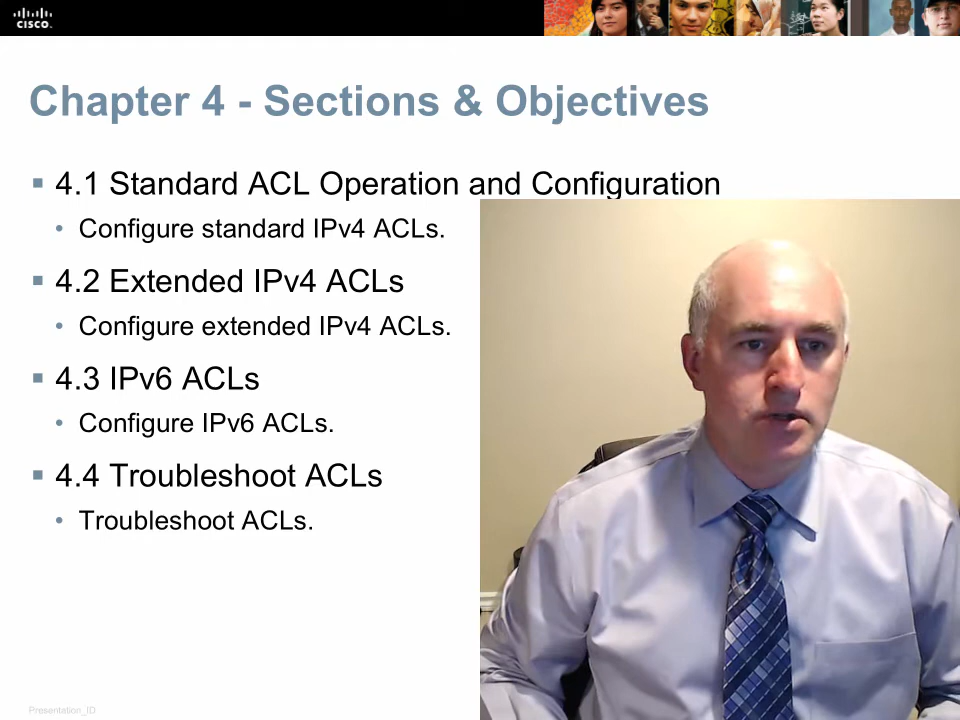 CISCO
Chapter 4 - Sections & Objectives
▪ 4.1 Standard ACL Operation and Configuration
• Configure standard IPv4 ACLs.
▪ 4.2 Extended IPv4 ACLs
• Configure extended IPv4 ACLs.
▪ 4.3 IPv6 ACLs
• Configure IPv6 ACLs.
▪ 4.4 Troubleshoot ACLs
• Troubleshoot ACLs.
Presentation_ID